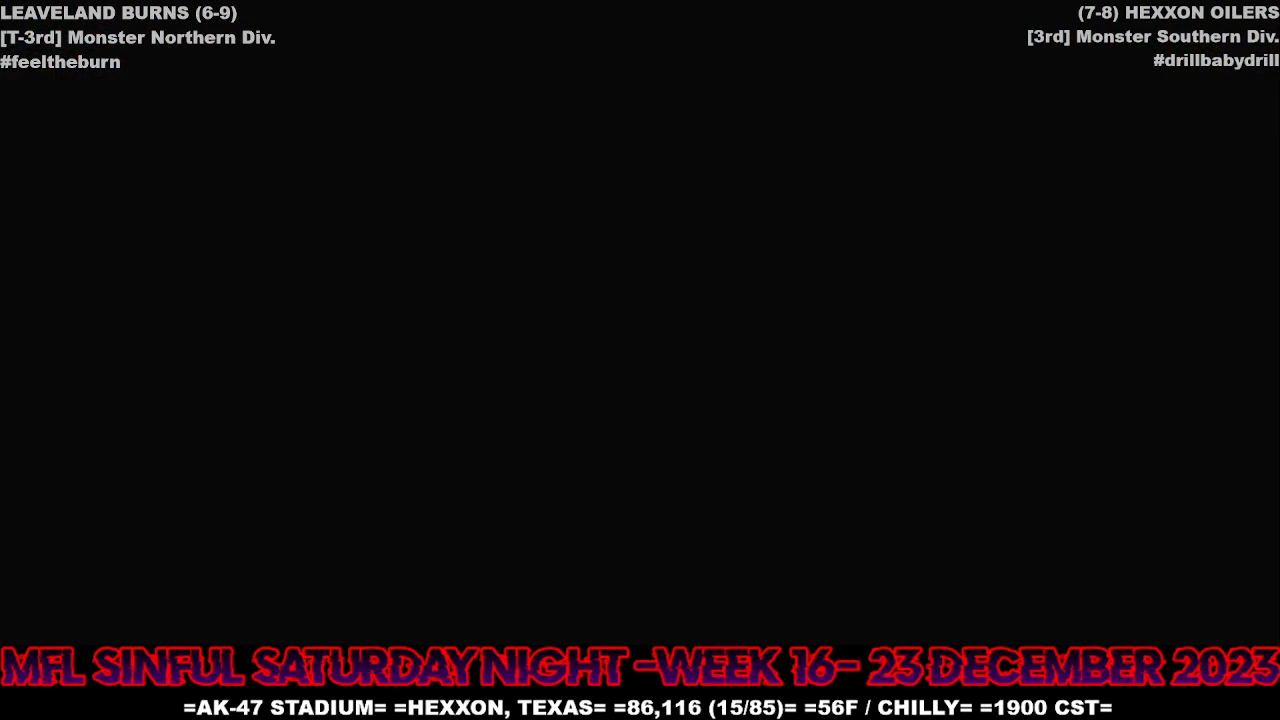 LEAVELAND BURNS (6-9)
[T-3rd] Monster Northern Div.
#feeltheburn
(7-8) HEXXON OILERS
[3rd] Monster Southern Div.
#drillbabydrill
MFL SINFUL SATURDAY NIGHT -WEEK 16- 23 DECEMBER 2023
=AK-47 STADIUM= =HEXXON, TEXAS= =86,116 (15/85)= =56F / CHILLY= =1900 CST=